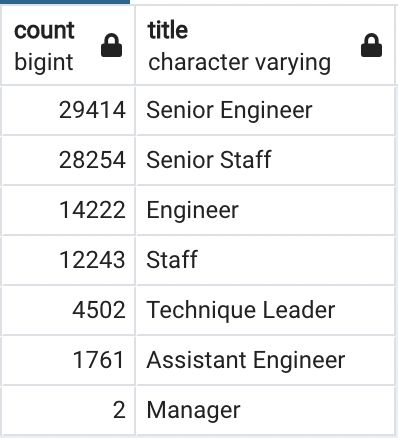 count title
bigint character varying
29414 Senior Engineer
28254 Senior Staff
14222 Engineer
12243 Staff
4502 Technique Leader
1761 Assistant Engineer
2 Manager